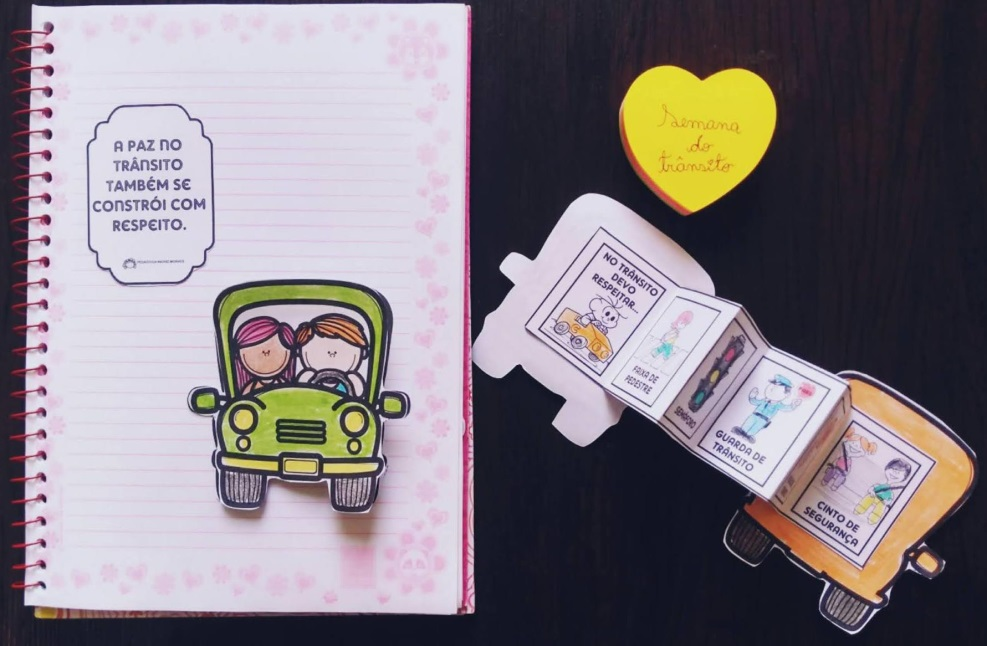 A PAZ NO
TRÂNSITO
TAMBÉM SE
CONSTRÓI COM
RESPEITO.
Semana
do
trânsito
NO TRÂNSITO
DEVO
RESPEITAR...
FAIXA DE
PEDESTRE
SEMÁFORO
GUARDA DE
TRÂNSITO
CINTO DE
SEGURANÇA